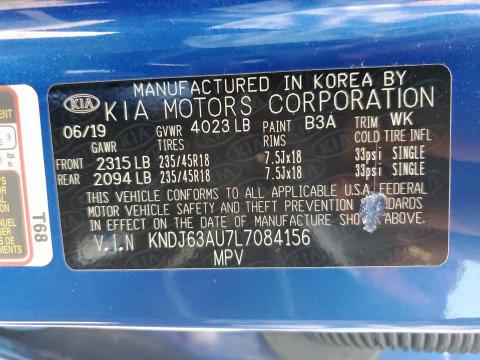 MANUFACTURED IN KOREA BY
KIA KIA MOTORS CORPORATION
06/19 GVWR 4023 LB PAINT B3A TRIM WK
GAWR TIRES RIMS COLD TIRE INFL
FRONT 2315 LB 235/45R18 7.5Jx18 33psi SINGLE
REAR 2094 LB 235/45R18 7.5Jx18 33psi SINGLE
THIS VEHICLE CONFORMS TO ALL APPLICABLE U.S.A. FEDERAL
MOTOR VEHICLE SAFETY AND THEFT PREVENTION STANDARDS
IN EFFECT ON THE DATE OF MANUFACTURE SHOWN ABOVE.
V.I.N KNDJ63AU7L7084156
MPV
T68
3